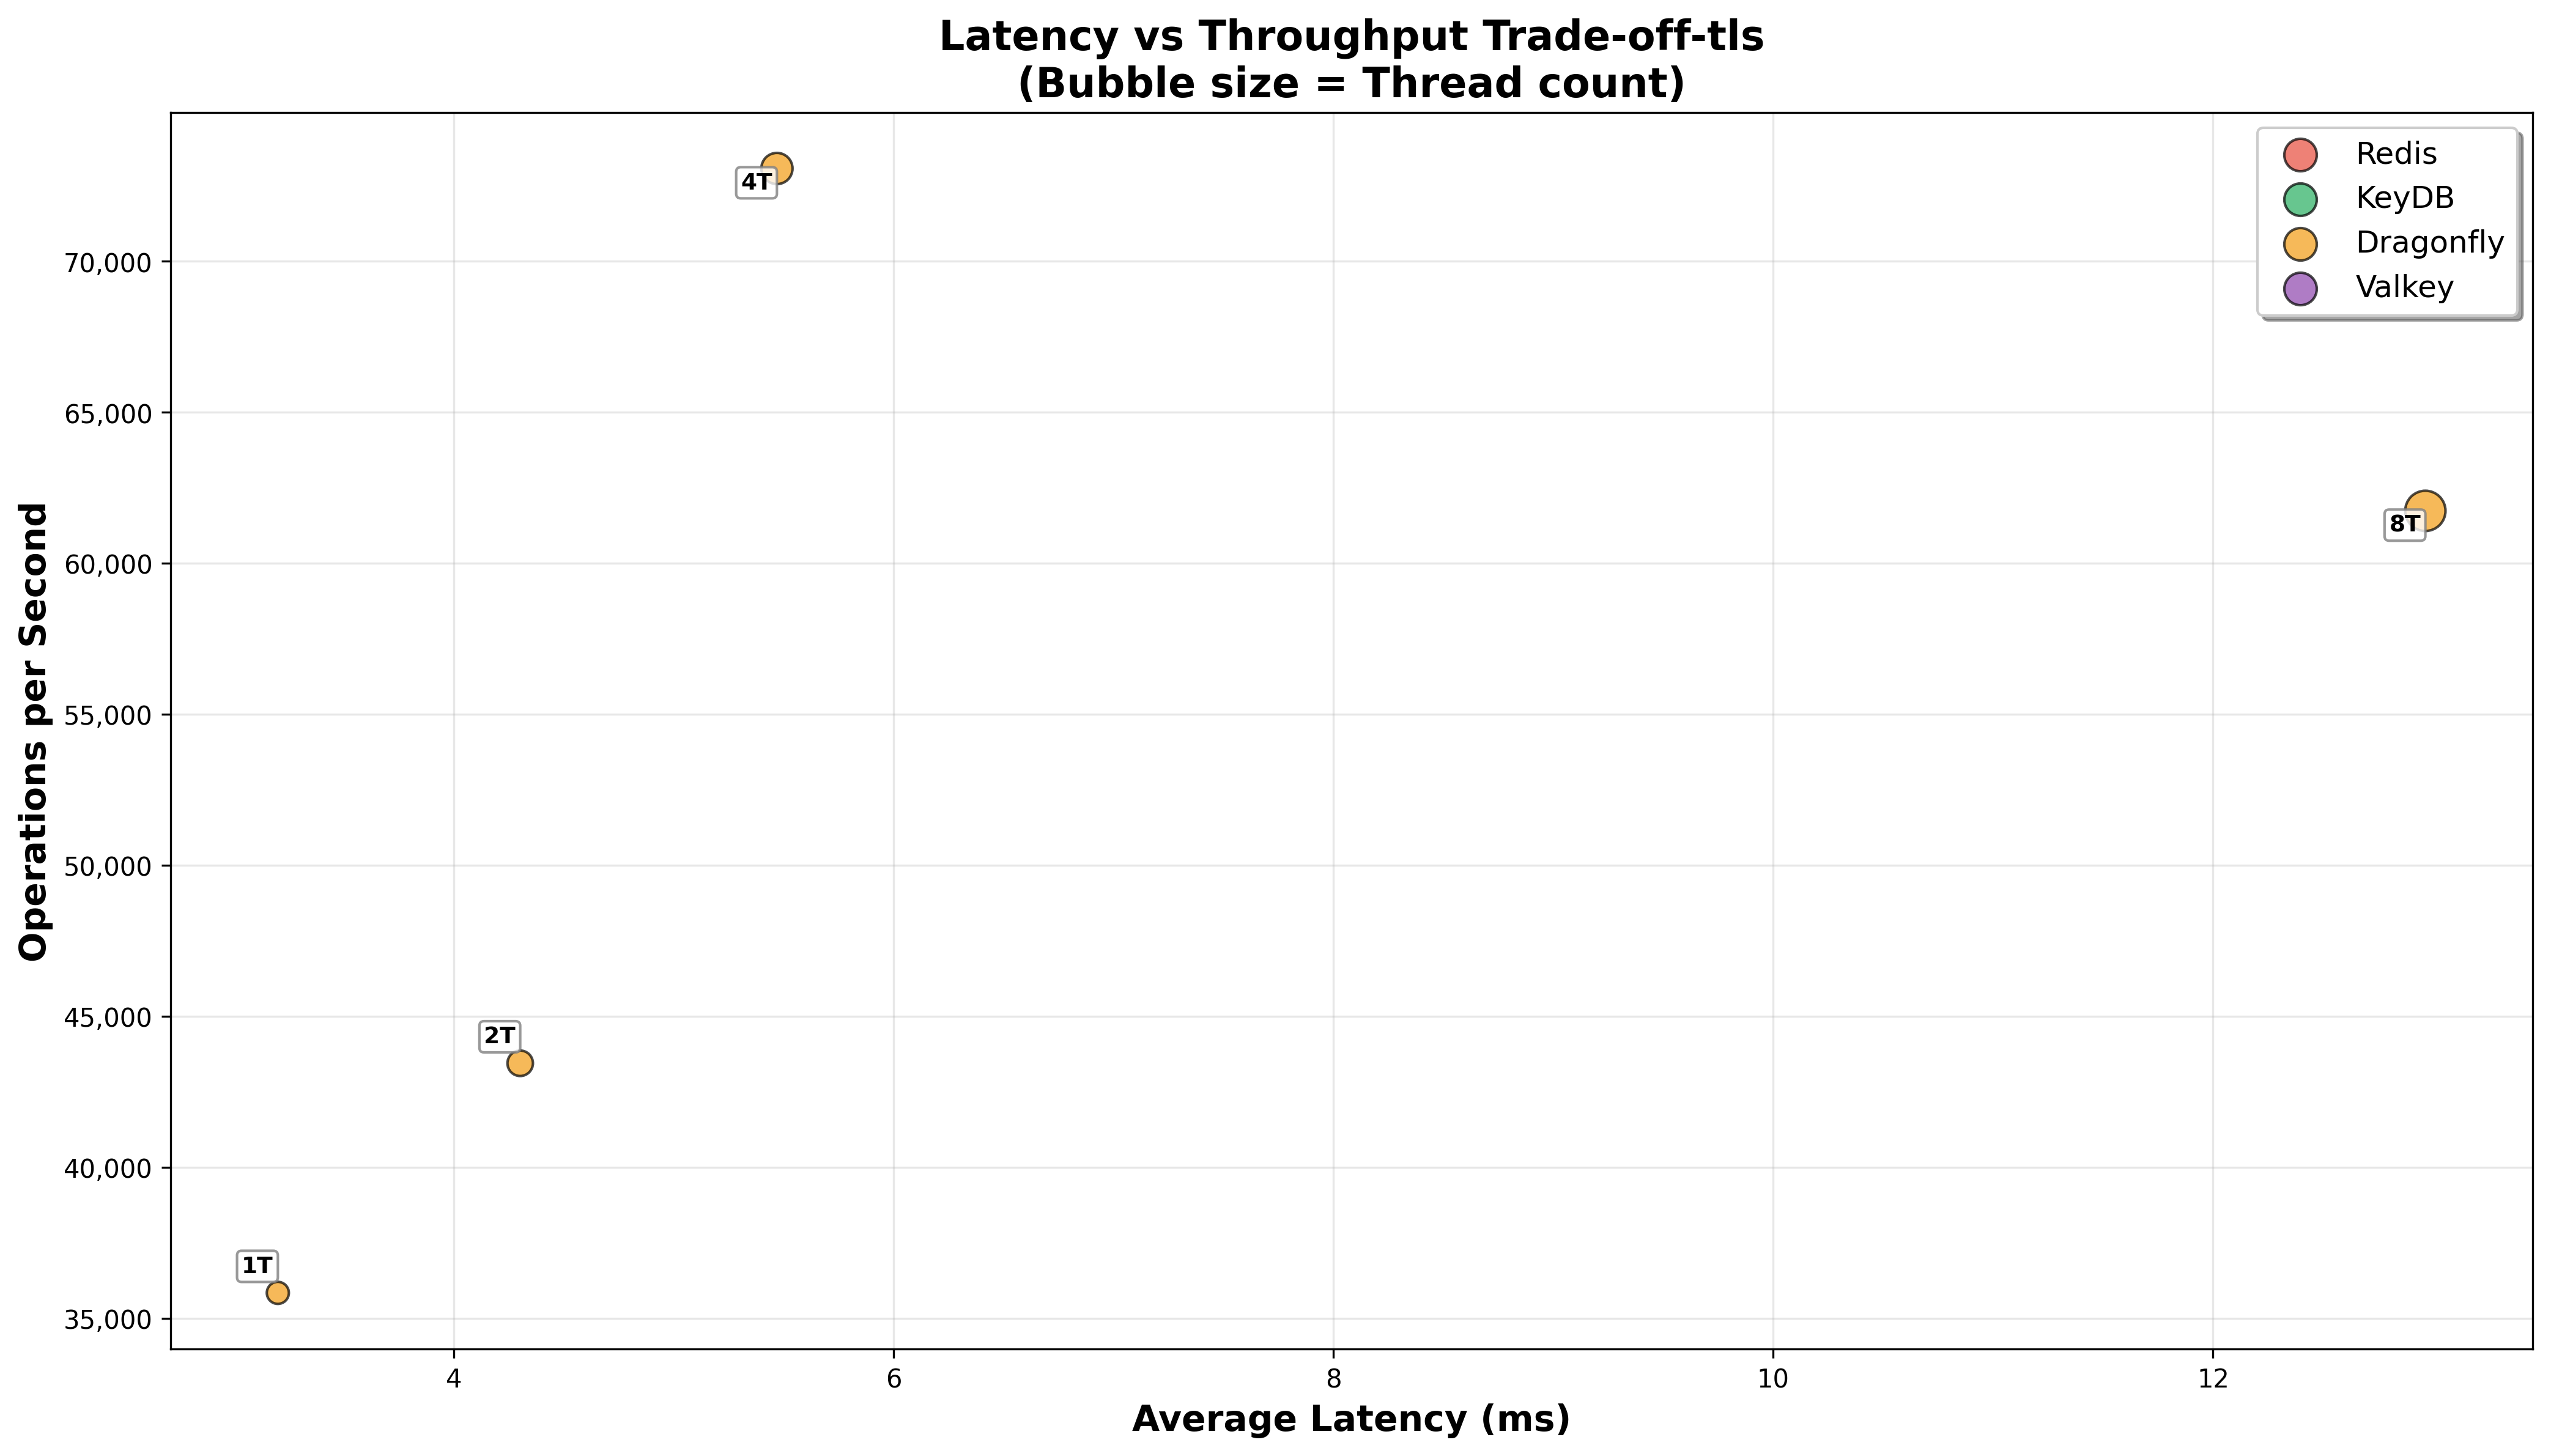 Latency vs Throughput Trade-off-tls
(Bubble size = Thread count)
Redis
KeyDB
Dragonfly
Valkey
4T
8T
2T
1T
Operations per Second
70,000
65,000
60,000
55,000
50,000
45,000
40,000
35,000
4
6
8
10
12
Average Latency (ms)